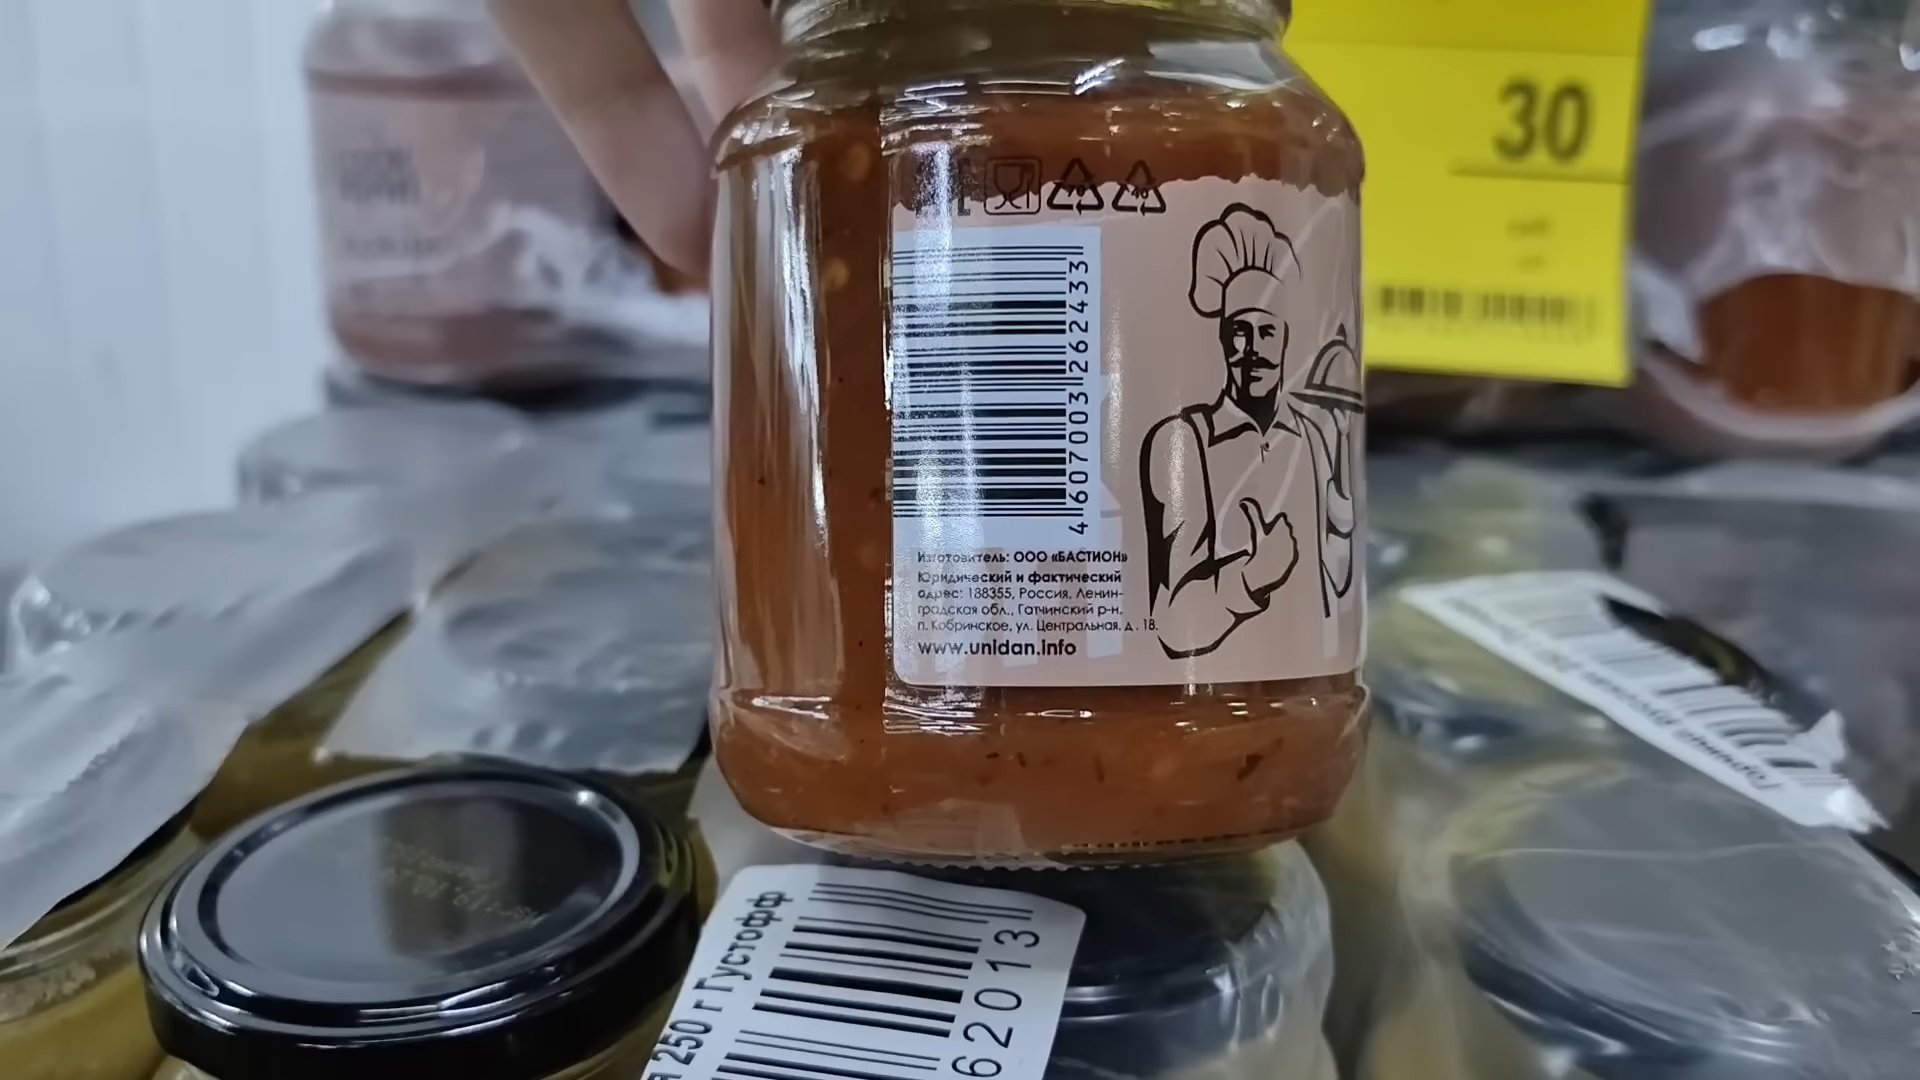 30
4 607003 262433
Изготовитель: ООО «БАСТИОН»
Юридический и фактический
адрес: 188355, Россия, Ленин-
градская обл., Гатчинский р-н,
п. Кобринское, ул. Центральная, д. 18.
www.unidan.info
250 г Густофф
62013